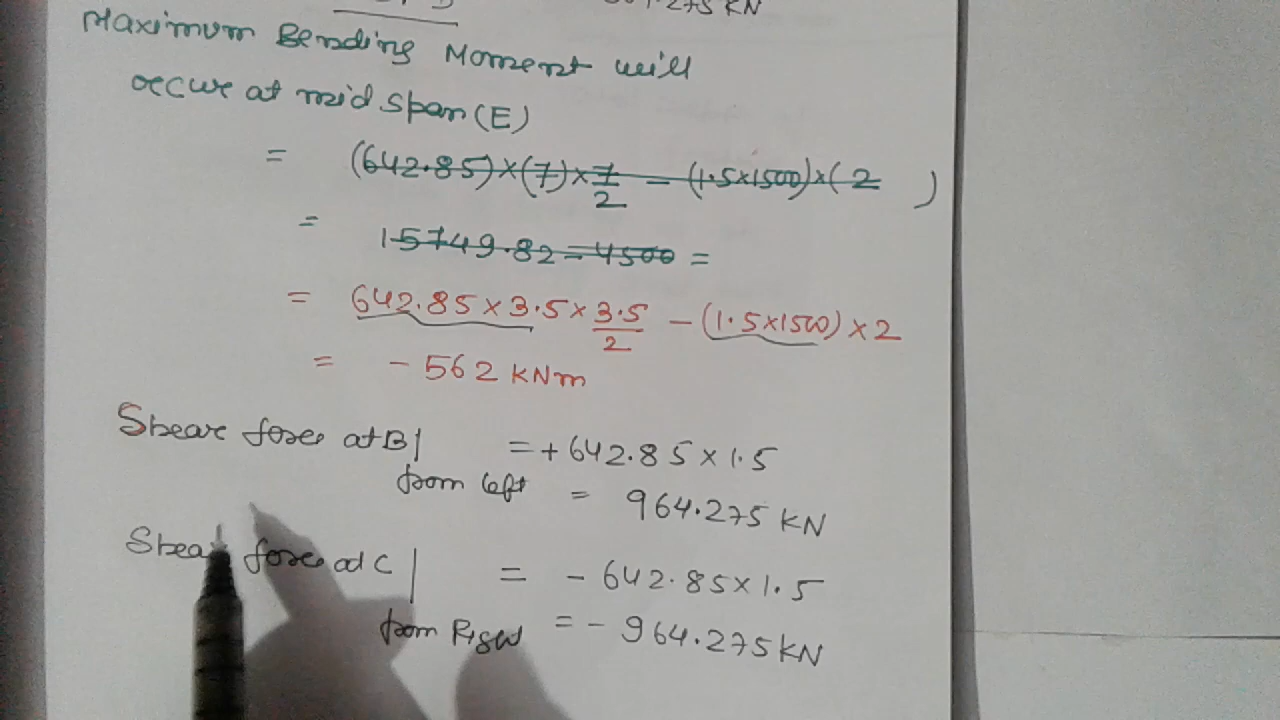 .275 KN
Maximum Bending Moment will
occur at mid span (E)
= (642.85)×(7)×7/2 - (1.5×1500)×(2 )
= 15749.82 - 4500 =
= 642.85×3.5×3.5/2 - (1.5×1500)×2
= - 562 KNm
Shear force at B| = + 642.85×1.5
from left = 964.275 KN
Shear force at C| = - 642.85×1.5
from Right = - 964.275 KN